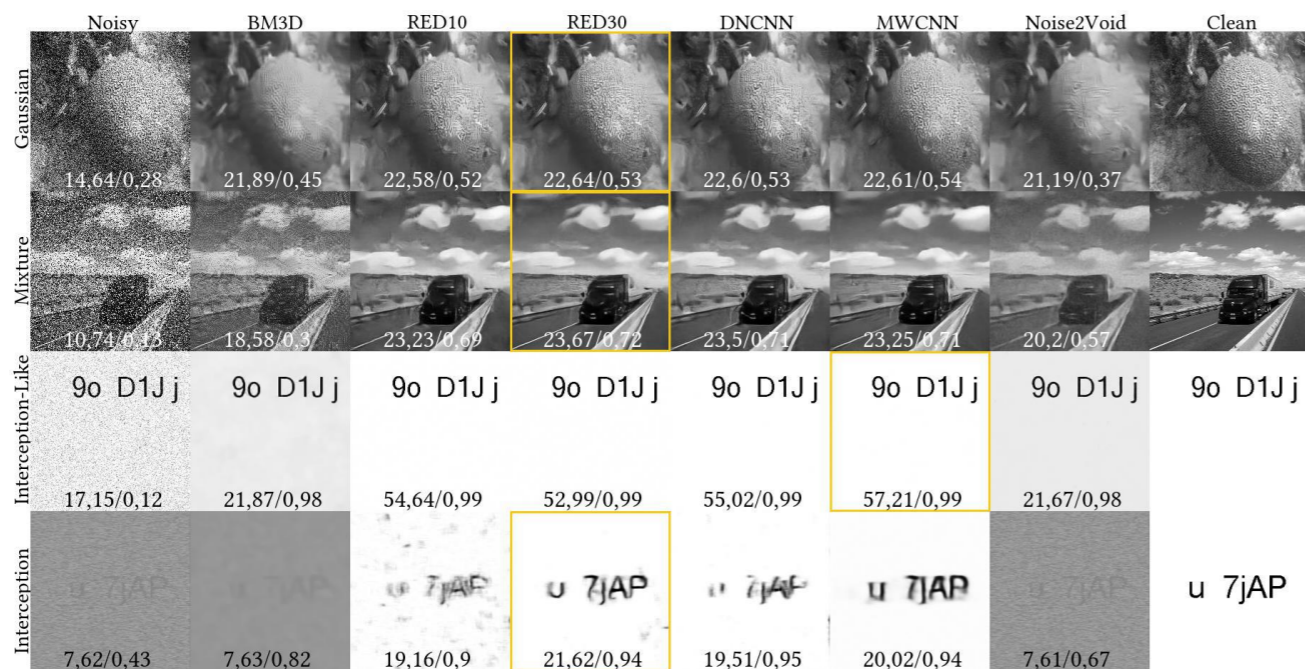 Noisy BM3D RED10 RED30 DNCNN MWCNN Noise2Void Clean
Gaussian
14,64/0,28 21,89/0,45 22,58/0,52 22,64/0,53 22,6/0,53 22,61/0,54 21,19/0,37
Mixture
10,74/0,13 18,58/0,3 23,23/0,69 23,67/0,72 23,5/0,71 23,25/0,71 20,2/0,57
Interception-Like
9o D1J j 9o D1J j 9o D1J j 9o D1J j 9o D1J j 9o D1J j 9o D1J j 9o D1J j
17,15/0,12 21,87/0,98 54,64/0,99 52,99/0,99 55,02/0,99 57,21/0,99 21,67/0,98
Interception
u 7jAP u 7jAP u 7jAP u 7jAP u 7jAP u 7jAP u 7jAP u 7jAP
7,62/0,43 7,63/0,82 19,16/0,9 21,62/0,94 19,51/0,95 20,02/0,94 7,61/0,67